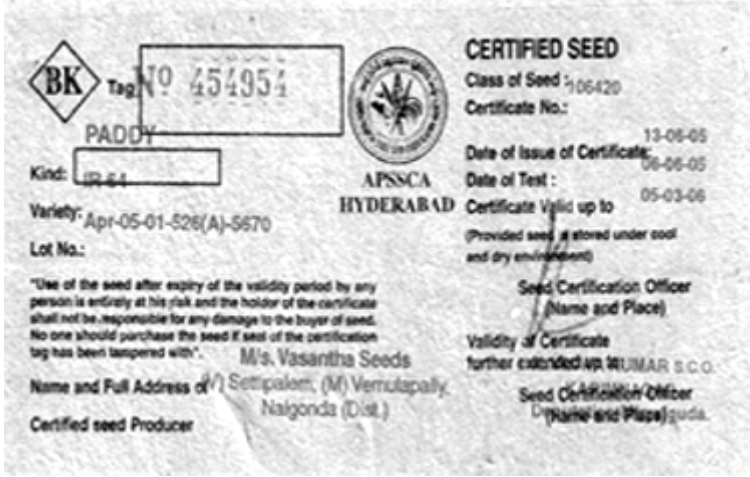 BK
Tag Nº 454954
PADDY
Kind:
IR-64
Variety:
Apr-05-01-526(A)-5670
Lot No.:
"Use of the seed after expiry of the validity period by any
person is entirely at his risk and the holder of the certificate
shall not be responsible for any damage to the buyer of seed.
No one should purchase the seed if seal of the certification
tag has been tampered with".
M/s. Vasantha Seeds
Name and Full Address of (V) Settipalem, (M) Vemulapally,
Nalgonda (Dist.)
Certified seed Producer
APSSCA
HYDERABAD
CERTIFIED SEED
Class of Seed :
106420
Certificate No.:
13-06-05
Date of Issue of Certificate:
06-06-05
Date of Test :
05-03-06
Certificate Valid up to
(Provided seed is stored under cool
and dry environment)
Seed Certification Officer
(Name and Place)
Validity of Certificate
further extended up to KUMAR S.C.O.
Seed Certification Officer
(Name and Place)